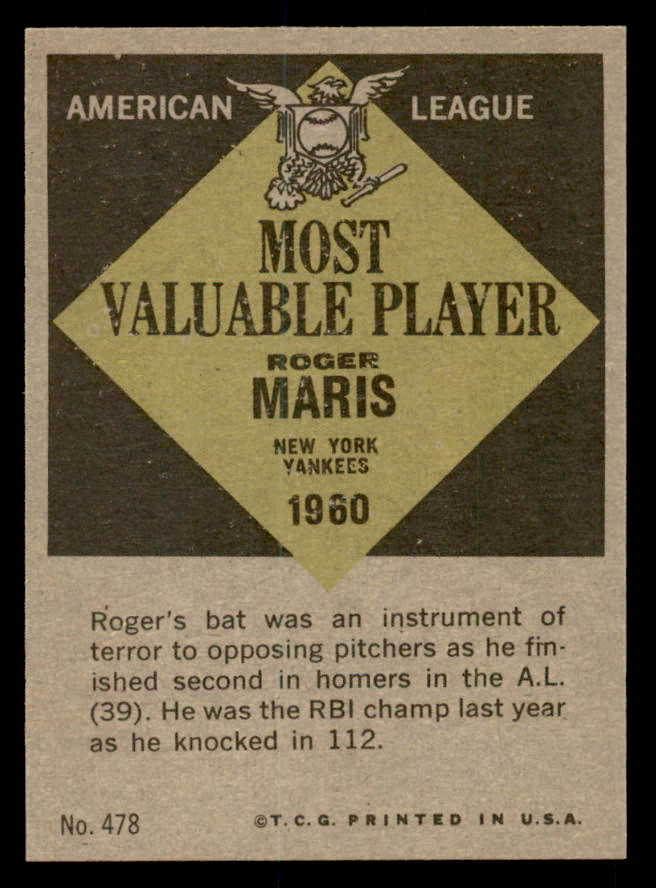 AMERICAN LEAGUE
MOST
VALUABLE PLAYER
ROGER
MARIS
NEW YORK
YANKEES
1960
Roger's bat was an instrument of
terror to opposing pitchers as he fin-
ished second in homers in the A.L.
(39). He was the RBI champ last year
as he knocked in 112.
No. 478 ©T.C.G. PRINTED IN U.S.A.